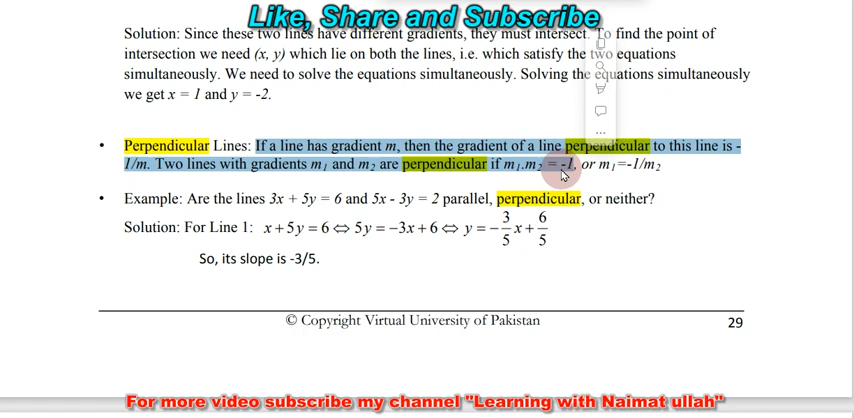 Like, Share and Subscribe
Solution: Since these two lines have different gradients, they must intersect. To find the point of
intersection we need (x, y) which lie on both the lines, i.e. which satisfy the two equations
simultaneously. We need to solve the equations simultaneously. Solving the equations simultaneously
we get x = 1 and y = -2.
• Perpendicular Lines: If a line has gradient m, then the gradient of a line perpendicular to this line is -
1/m. Two lines with gradients m₁ and m₂ are perpendicular if m₁.m₂ = -1, or m₁=-1/m₂
• Example: Are the lines 3x + 5y = 6 and 5x - 3y = 2 parallel, perpendicular, or neither?
Solution: For Line 1: x+5y=6⇔5y=−3x+6⇔y=−3/5x+6/5
So, its slope is -3/5.
© Copyright Virtual University of Pakistan
29
For more video subscribe my channel "Learning with Naimat ullah"